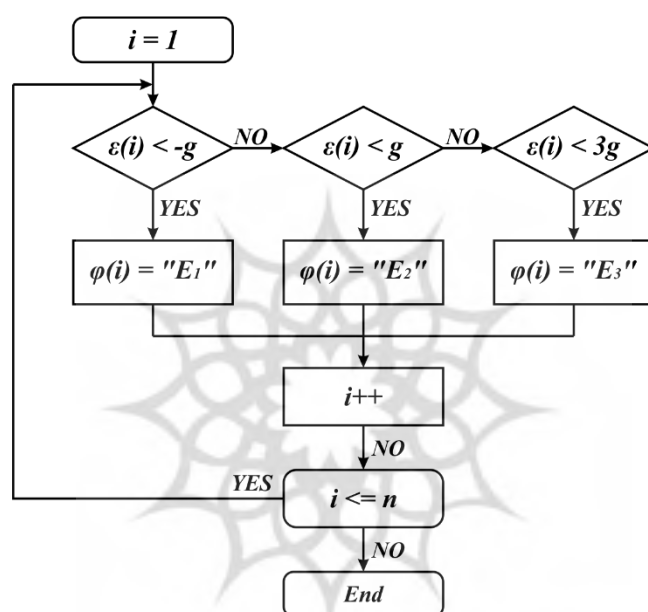 i = 1
ε(i) < -g
NO
ε(i) < g
NO
ε(i) < 3g
YES
YES
YES
φ(i) = "E₁"
φ(i) = "E₂"
φ(i) = "E₃"
i++
NO
YES
i <= n
NO
End